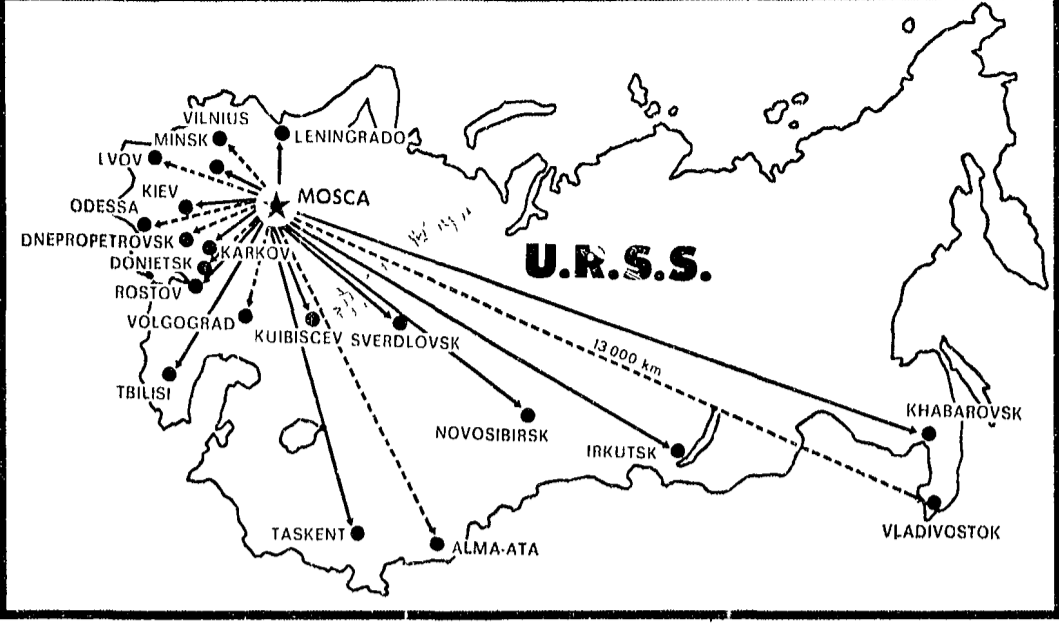 VILNIUS
MINSK
LENINGRADO
LVOV
KIEV
MOSCA
ODESSA
DNEPROPETROVSK
KARKOV
DONIETSK
ROSTOV
U.R.S.S.
VOLGOGRAD
KUIBISCEV
SVERDLOVSK
13 000 km
TBILISI
NOVOSIBIRSK
IRKUTSK
KHABAROVSK
TASKENT
ALMA-ATA
VLADIVOSTOK